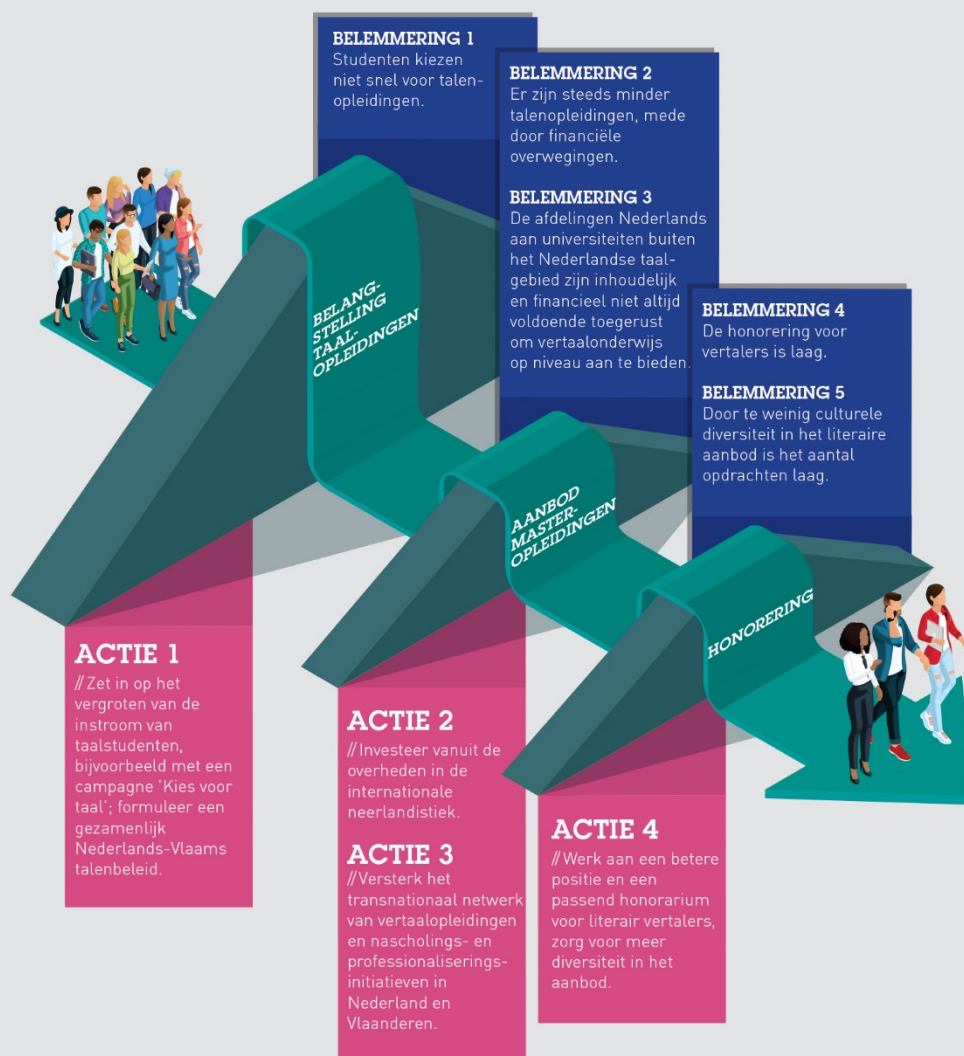 BELEMMERING 1
Studenten kiezen
niet snel voor talen-
opleidingen.
BELEMMERING 2
Er zijn steeds minder
talenopleidingen, mede
door financiële
overwegingen.
BELEMMERING 3
De afdelingen Nederlands
aan universiteiten buiten
het Nederlandse taal-
gebied zijn inhoudelijk
en financieel niet altijd
voldoende toegerust
om vertaalonderwijs
op niveau aan te bieden.
BELEMMERING 4
De honorering voor
vertalers is laag.
BELEMMERING 5
Door te weinig culturele
diversiteit in het literaire
aanbod is het aantal
opdrachten laag.
BELANG-
STELLING
TAAL-
OPLEIDINGEN
AANBOD
MASTER-
OPLEIDINGEN
HONORERING
ACTIE 1
//Zet in op het
vergroten van de
instroom van
taalstudenten,
bijvoorbeeld met een
campagne 'Kies voor
taal'; formuleer een
gezamenlijk
Nederlands-Vlaams
talenbeleid.
ACTIE 2
//Investeer vanuit de
overheden in de
internationale
neerlandistiek.
ACTIE 3
//Versterk het
transnationaal netwerk
van vertaalopleidingen
en nascholings- en
professionaliserings-
initiatieven in
Nederland en
Vlaanderen.
ACTIE 4
//Werk aan een betere
positie en een
passend honorarium
voor literair vertalers,
zorg voor meer
diversiteit in het
aanbod.